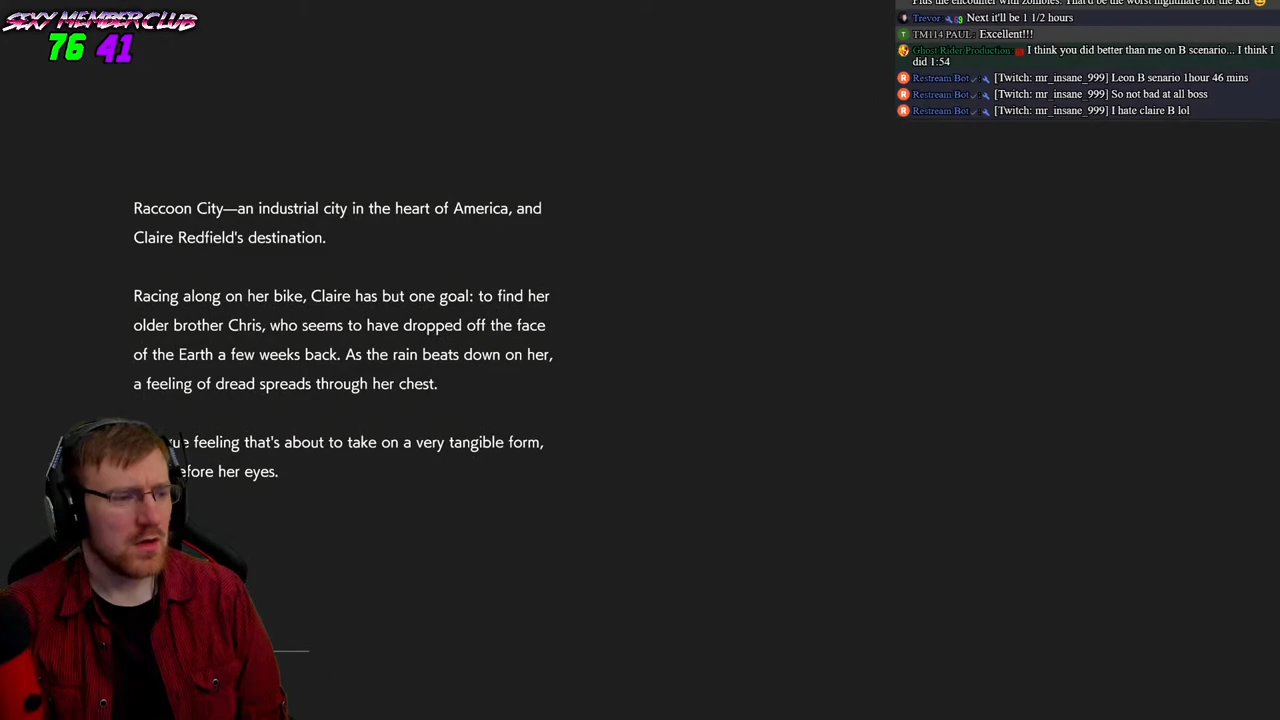 SEXY MEMBER CLUB
76 41
Trevor: Next it'll be 1 1/2 hours
TM114 PAUL: Excellent!!!
Ghost Rider Production: I think you did better than me on B scenario... I think I
did 1:54
Restream Bot [Twitch: mr_insane_999] Leon B senario 1hour 46 mins
Restream Bot [Twitch: mr_insane_999] So not bad at all boss
Restream Bot [Twitch: mr_insane_999] I hate claire B lol
Raccoon City—an industrial city in the heart of America, and
Claire Redfield's destination.
Racing along on her bike, Claire has but one goal: to find her
older brother Chris, who seems to have dropped off the face
of the Earth a few weeks back. As the rain beats down on her,
a feeling of dread spreads through her chest.
feeling that's about to take on a very tangible form,
her eyes.